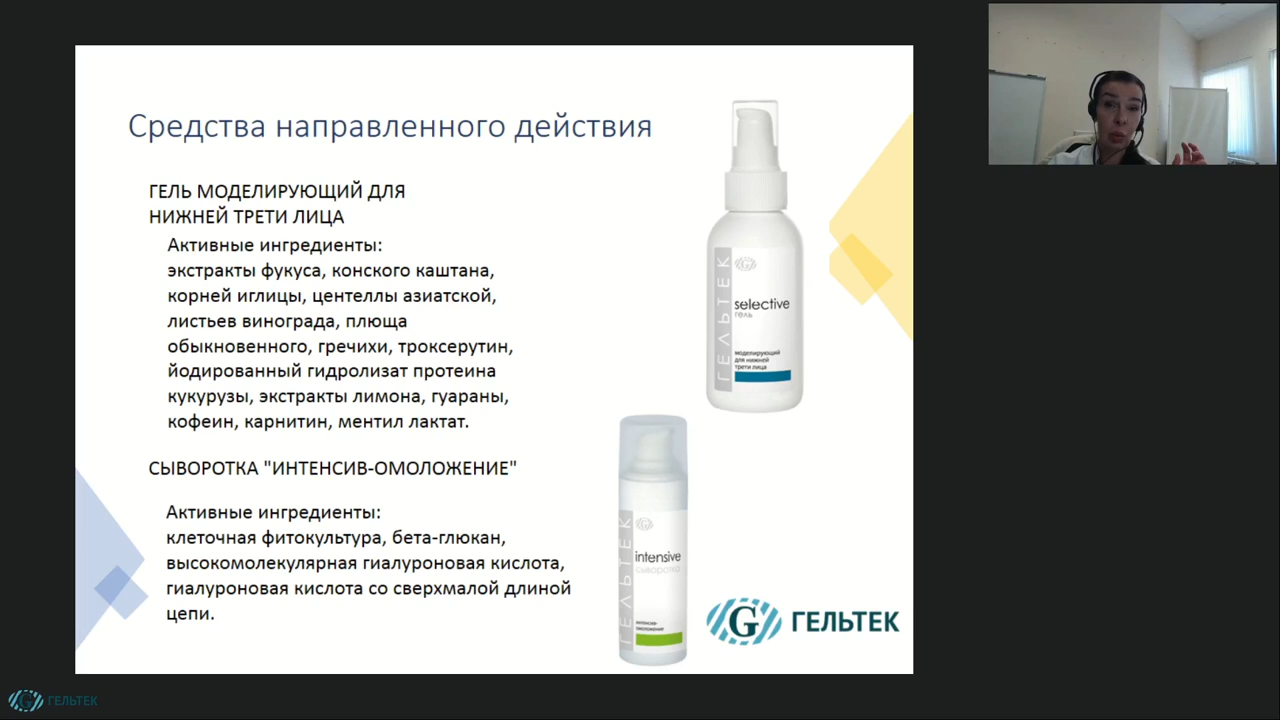 Средства направленного действия
ГЕЛЬ МОДЕЛИРУЮЩИЙ ДЛЯ
НИЖНЕЙ ТРЕТИ ЛИЦА
Активные ингредиенты:
экстракты фукуса, конского каштана,
корней иглицы, центеллы азиатской,
листьев винограда, плюща
обыкновенного, гречихи, троксерутин,
йодированный гидролизат протеина
кукурузы, экстракты лимона, гуараны,
кофеин, карнитин, ментил лактат.
СЫВОРОТКА "ИНТЕНСИВ-ОМОЛОЖЕНИЕ"
Активные ингредиенты:
клеточная фитокультура, бета-глюкан,
высокомолекулярная гиалуроновая кислота,
гиалуроновая кислота со сверхмалой длиной
цепи.
ГЕЛЬТЕК
G
selective
гель
моделирующий
для нижней
трети лица
ГЕЛЬТЕК
G
intensive
сыворотка
интенсив-
омоложение
G ГЕЛЬТЕК
G ГЕЛЬТЕК